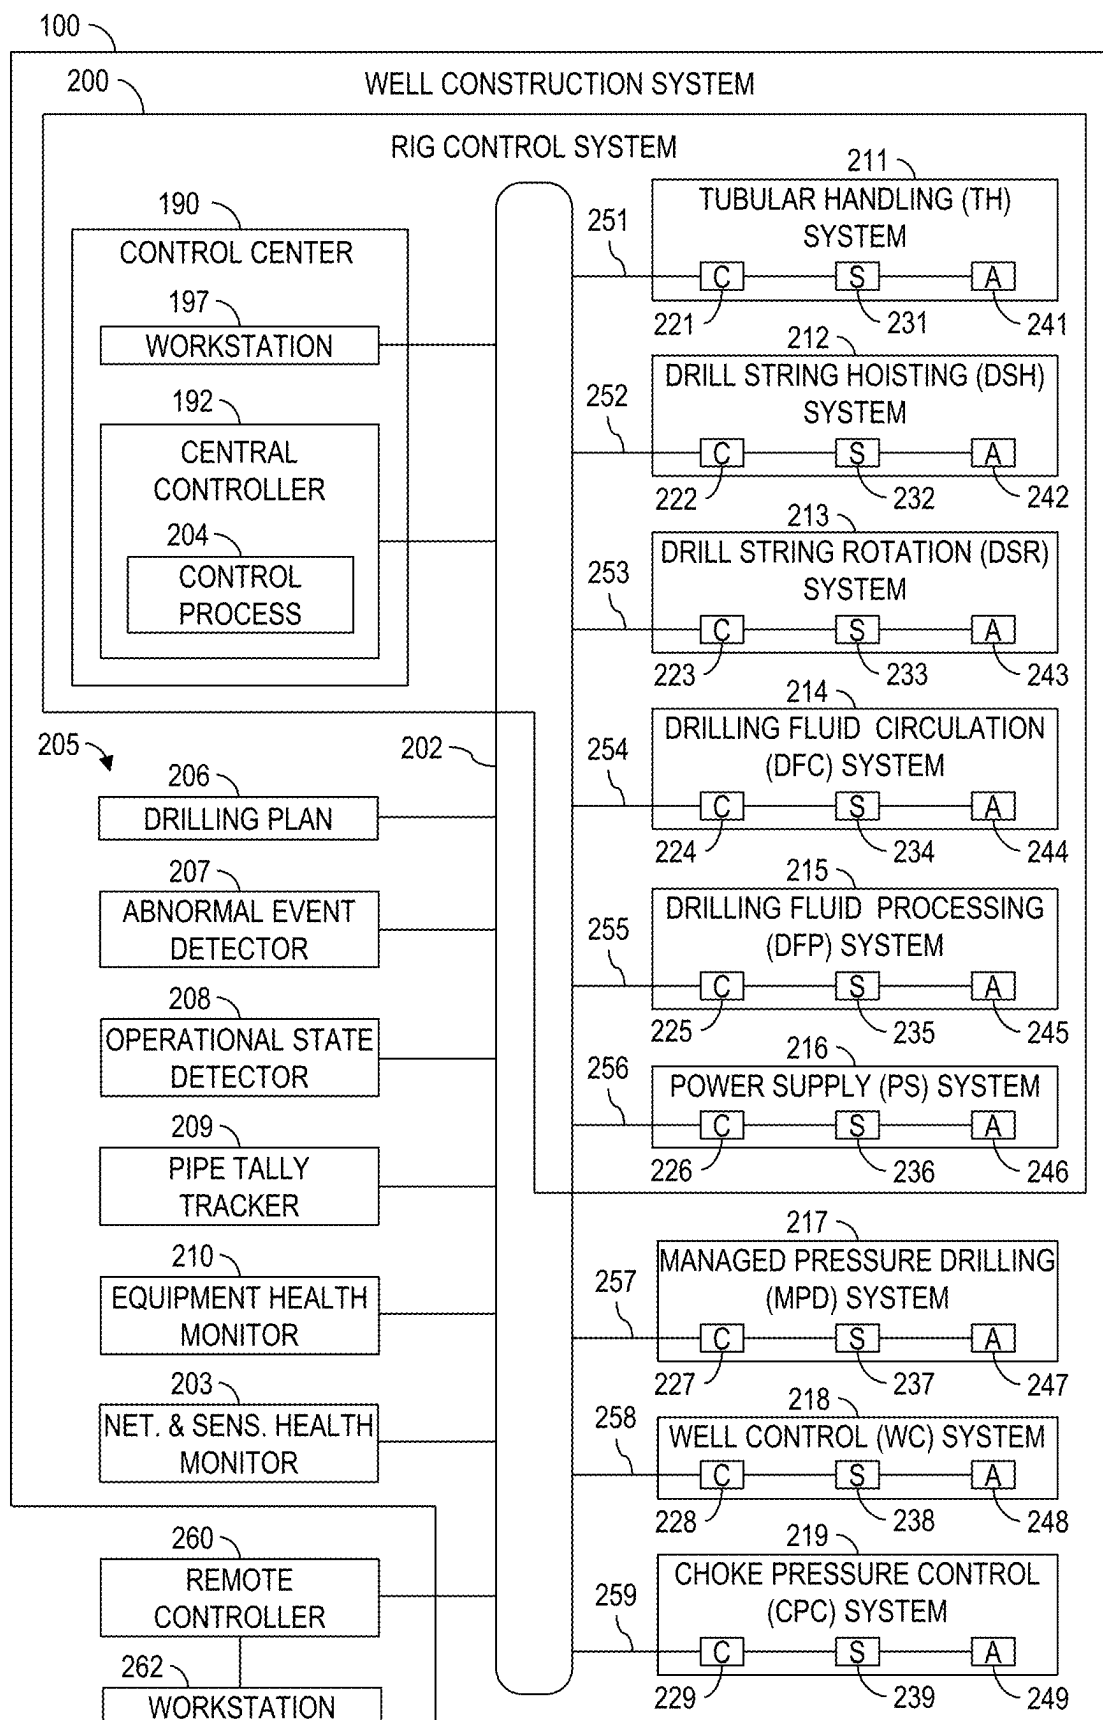 100
WELL CONSTRUCTION SYSTEM
200
RIG CONTROL SYSTEM
190
CONTROL CENTER
197
WORKSTATION
192
CENTRAL
CONTROLLER
204
CONTROL
PROCESS
205
202
206
DRILLING PLAN
207
ABNORMAL EVENT
DETECTOR
208
OPERATIONAL STATE
DETECTOR
209
PIPE TALLY
TRACKER
210
EQUIPMENT HEALTH
MONITOR
203
NET. & SENS. HEALTH
MONITOR
260
REMOTE
CONTROLLER
262
WORKSTATION
211
TUBULAR HANDLING (TH)
SYSTEM
251
C S A
221 231 241
212
DRILL STRING HOISTING (DSH)
SYSTEM
252
C S A
222 232 242
213
DRILL STRING ROTATION (DSR)
SYSTEM
253
C S A
223 233 243
214
DRILLING FLUID CIRCULATION
(DFC) SYSTEM
254
C S A
224 234 244
215
DRILLING FLUID PROCESSING
(DFP) SYSTEM
255
C S A
225 235 245
216
POWER SUPPLY (PS) SYSTEM
256
C S A
226 236 246
217
MANAGED PRESSURE DRILLING
(MPD) SYSTEM
257
C S A
227 237 247
218
WELL CONTROL (WC) SYSTEM
258
C S A
228 238 248
219
CHOKE PRESSURE CONTROL
(CPC) SYSTEM
259
C S A
229 239 249